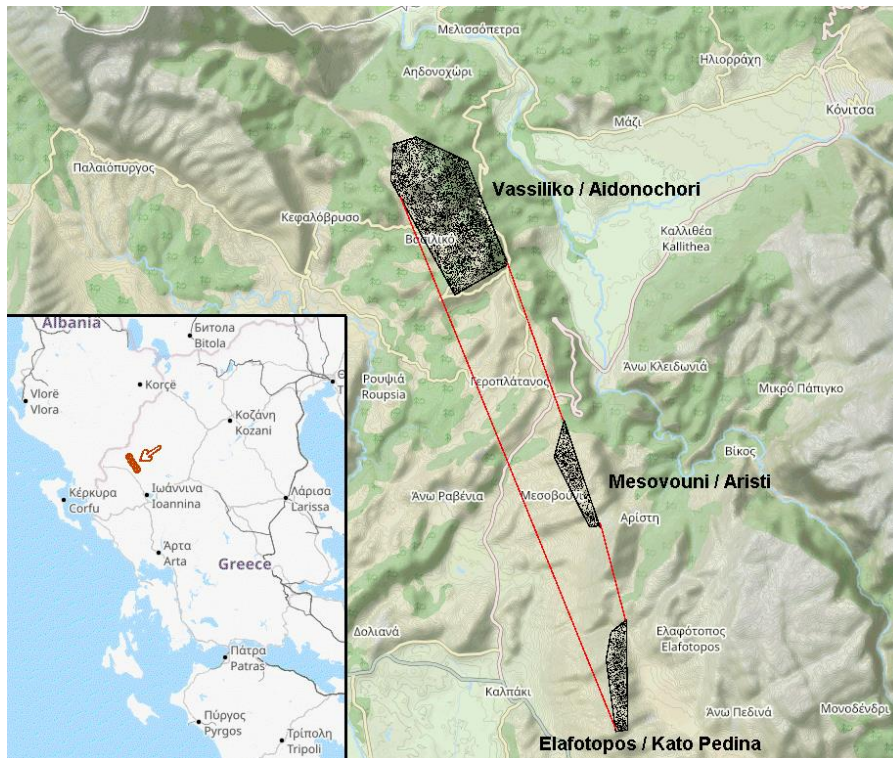 Μελισσόπετρα
Αηδονοχώρι
Ηλιορράχη
Κόνιτσα
Μάζι
Παλαιόπυργος
Vassiliko / Aidonochori
Κεφαλόβρυσο
Βασιλικό
Καλλιθέα
Kallithea
Ρουψιά
Roupsia
Γεροπλάτανος
Άνω Κλειδωνιά
Μικρό Πάπιγκο
Βίκος
Mesovouni / Aristi
Άνω Ραβένια
Μεσοβούνι
Αρίστη
Δολιανά
Ελαφότοπος
Elafotopos
Καλπάκι
Άνω Πεδινά
Μονοδένδρι
Elafotopos / Kato Pedina
Albania
Битола
Bitola
Vlorë
Vlora
Korçë
Κοζάνη
Kozani
Κέρκυρα
Corfu
Ιωάννινα
Ioannina
Λάρισα
Larissa
Άρτα
Arta
Greece
Πάτρα
Patras
Πύργος
Pyrgos
Τρίπολη
Tripoli